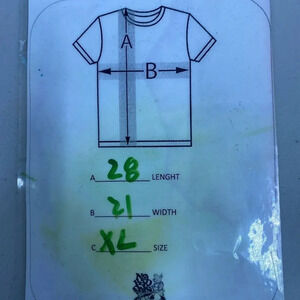 A
B
A 28 LENGHT
B 21 WIDTH
C XL SIZE